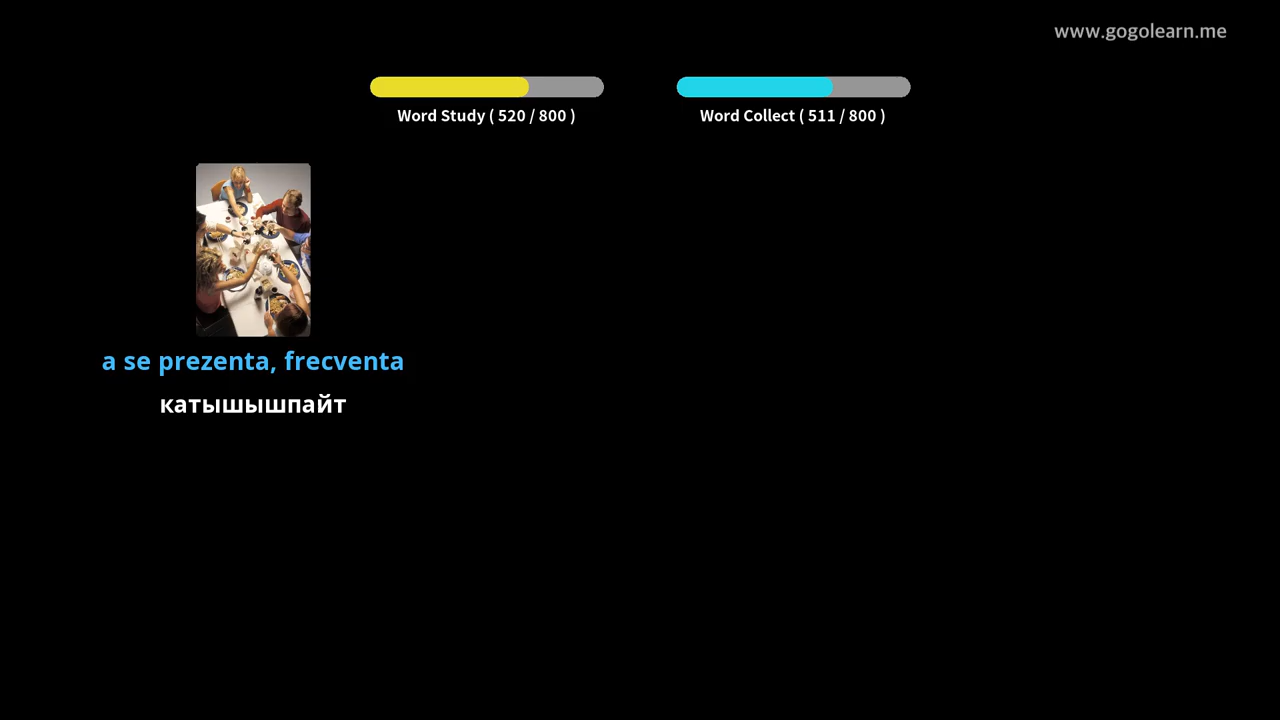 www.gogolearn.me
Word Study ( 520 / 800 )
Word Collect ( 511 / 800 )
a se prezenta, frecventa
катышышпайт